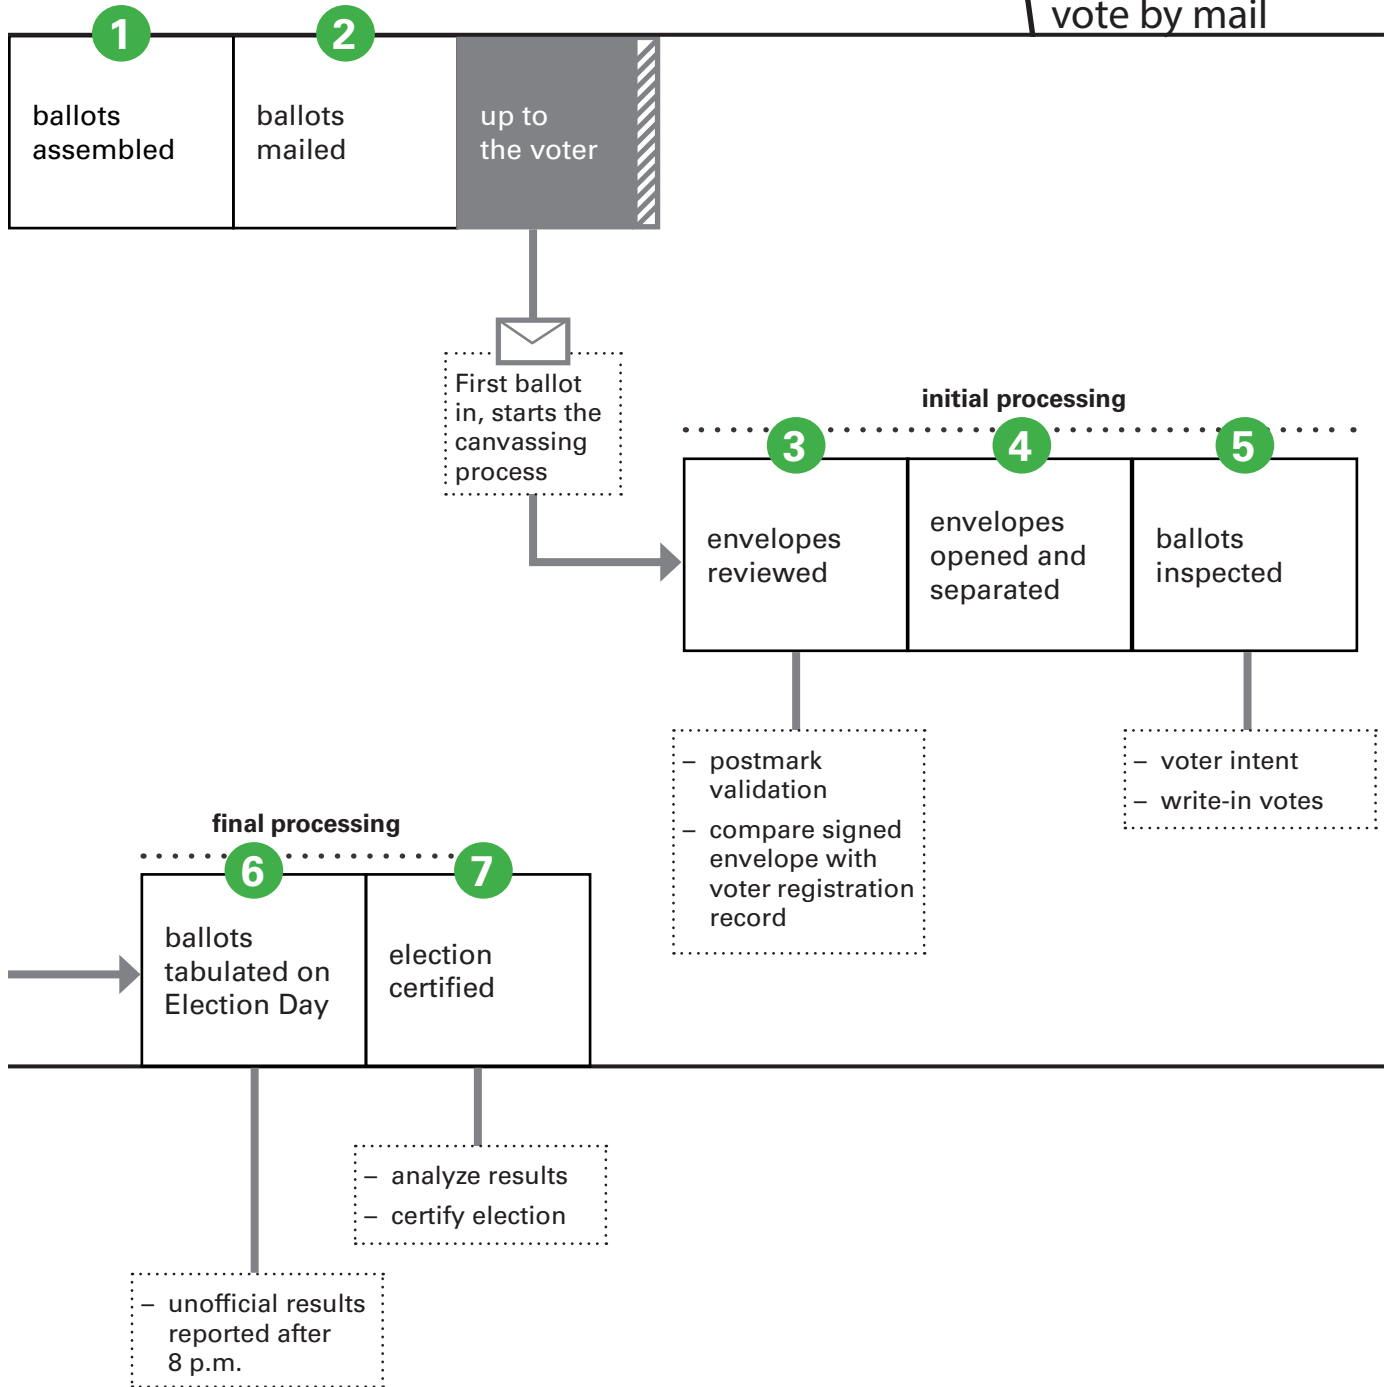 vote by mail
1
2
ballots
assembled
ballots
mailed
up to
the voter
First ballot
in, starts the
canvassing
process
initial processing
3
4
5
envelopes
reviewed
envelopes
opened and
separated
ballots
inspected
– postmark
validation
– compare signed
envelope with
voter registration
record
– voter intent
– write-in votes
final processing
6
7
ballots
tabulated on
Election Day
election
certified
– analyze results
– certify election
– unofficial results
reported after
8 p.m.